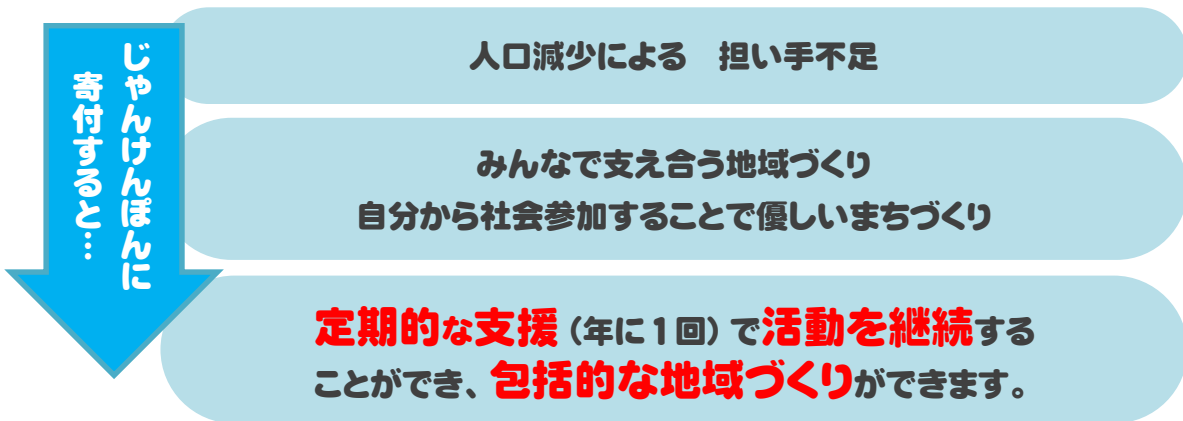 じゃんけんぽんに
寄付すると…
人口減少による　担い手不足
みんなで支え合う地域づくり
自分から社会参加することで優しいまちづくり
定期的な支援（年に１回）で活動を継続する
ことができ、包括的な地域づくりができます。